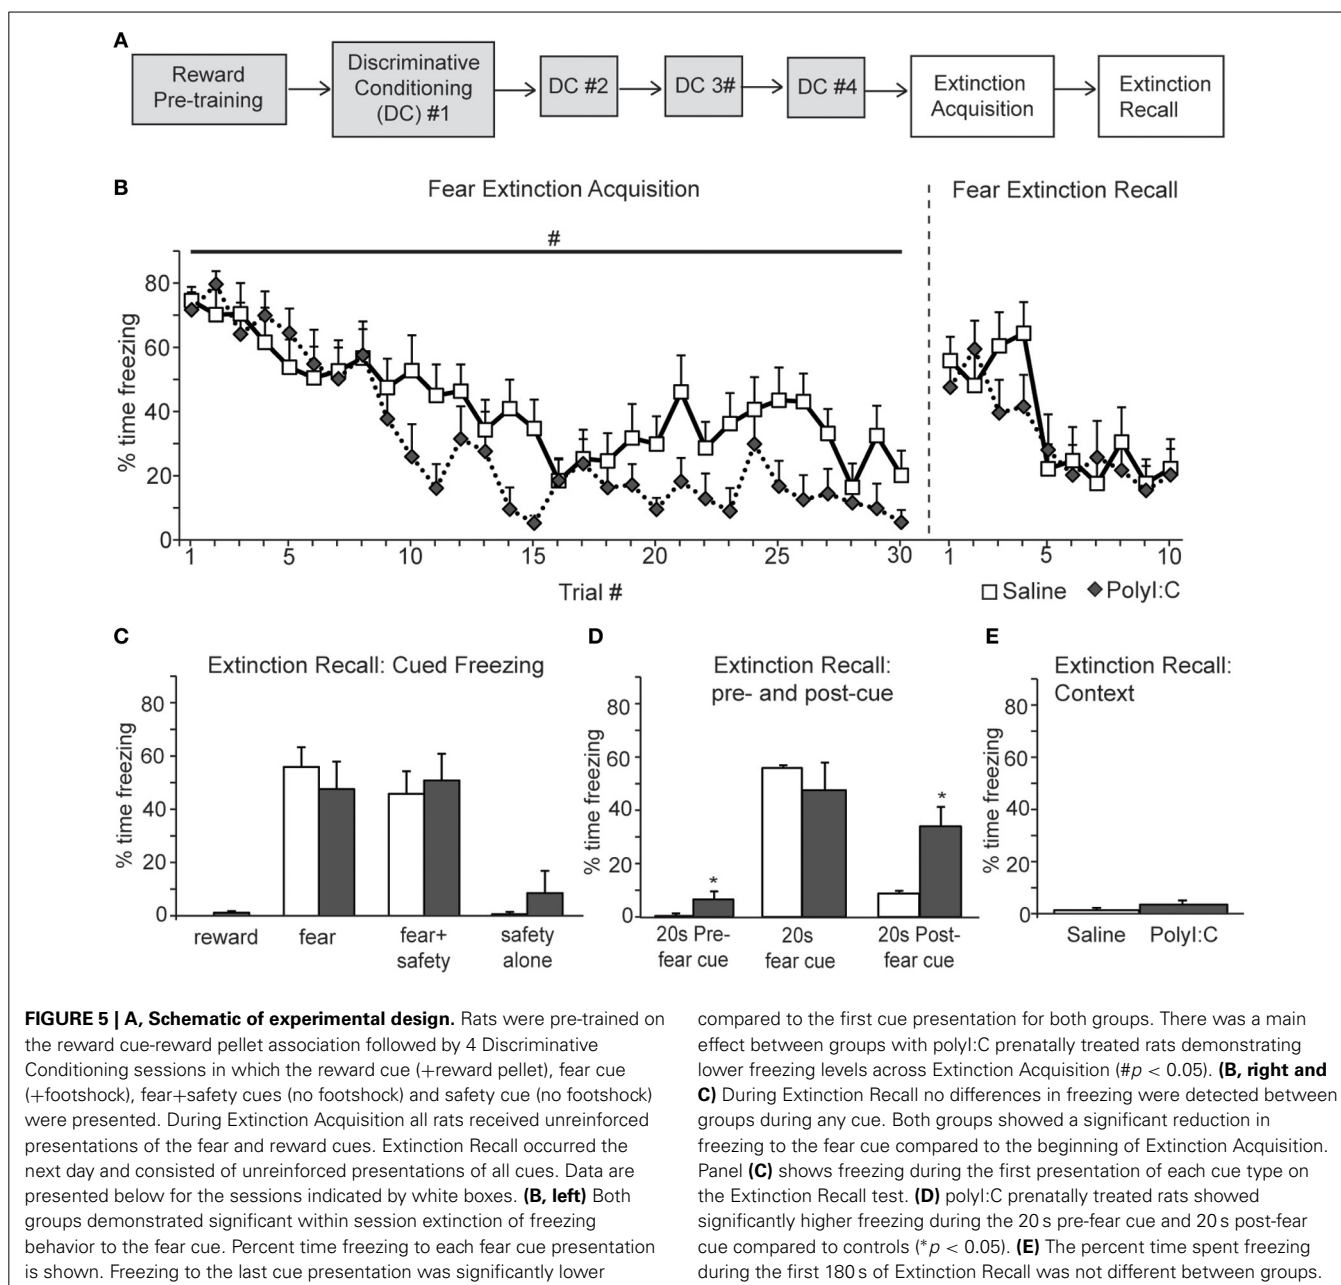 A
Reward
Pre-training
Discriminative
Conditioning
(DC) #1
DC #2
DC 3#
DC #4
Extinction
Acquisition
Extinction
Recall
B
Fear Extinction Acquisition
Fear Extinction Recall
#
% time freezing
80
60
40
20
0
1
5
10
15
20
25
30
1
5
10
Trial #
Saline
PolyI:C
C
Extinction Recall: Cued Freezing
% time freezing
80
60
40
20
0
reward
fear
fear+
safety
safety
alone
D
Extinction Recall:
pre- and post-cue
% time freezing
80
60
40
20
0
*
*
20s Pre-
fear cue
20s
fear cue
20s Post-
fear cue
E
Extinction Recall:
Context
% time freezing
80
60
40
20
0
Saline
PolyI:C
FIGURE 5 | A, Schematic of experimental design. Rats were pre-trained on
the reward cue-reward pellet association followed by 4 Discriminative
Conditioning sessions in which the reward cue (+reward pellet), fear cue
(+footshock), fear+safety cues (no footshock) and safety cue (no footshock)
were presented. During Extinction Acquisition all rats received unreinforced
presentations of the fear and reward cues. Extinction Recall occurred the
next day and consisted of unreinforced presentations of all cues. Data are
presented below for the sessions indicated by white boxes. (B, left) Both
groups demonstrated significant within session extinction of freezing
behavior to the fear cue. Percent time freezing to each fear cue presentation
is shown. Freezing to the last cue presentation was significantly lower
compared to the first cue presentation for both groups. There was a main
effect between groups with polyI:C prenatally treated rats demonstrating
lower freezing levels across Extinction Acquisition (#p < 0.05). (B, right and
C) During Extinction Recall no differences in freezing were detected between
groups during any cue. Both groups showed a significant reduction in
freezing to the fear cue compared to the beginning of Extinction Acquisition.
Panel (C) shows freezing during the first presentation of each cue type on
the Extinction Recall test. (D) polyI:C prenatally treated rats showed
significantly higher freezing during the 20 s pre-fear cue and 20 s post-fear
cue compared to controls (*p < 0.05). (E) The percent time spent freezing
during the first 180 s of Extinction Recall was not different between groups.